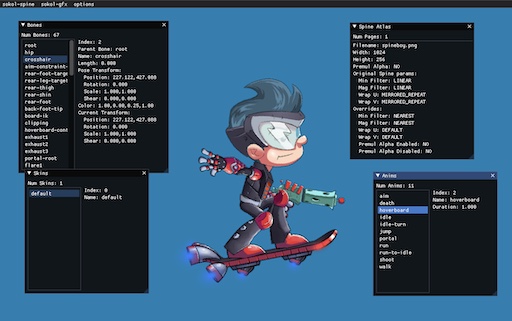 sokol-spine sokol-gfx options
Bones
Num Bones: 67
root
hip
crosshair
aim-constraint-
rear-foot-targe
rear-leg-target
rear-thigh
rear-shin
rear-foot
back-foot-tip
board-ik
clipping
hoverboard-cont
exhaust1
exhaust2
exhaust3
portal-root
flare1
Index: 2
Parent Bone: root
Name: crosshair
Length: 0.000
Pose Transform:
Position: 227.122,427.000
Rotation: 0.000
Scale: 1.000,1.000
Shear: 0.000,0.000
Color: 1.00,0.00,0.25,1.00
Current Transform:
Position: 227.122,427.000
Rotation: 0.000
Scale: 1.000,1.000
Shear: 0.000,0.000
Spine Atlas
Num Pages: 1
Filename: spineboy.png
Width: 1024
Height: 256
Premul Alpha: NO
Original Spine params:
Min Filter: LINEAR
Mag Filter: LINEAR
Wrap U: MIRRORED_REPEAT
Wrap V: MIRRORED_REPEAT
Overrides:
Min Filter: NEAREST
Mag Filter: NEAREST
Wrap U: DEFAULT
Wrap V: DEFAULT
Premul Alpha Enabled: NO
Premul Alpha Disabled: NO
Skins
Num Skins: 1
default
Index: 0
Name: default
Anims
Num Anims: 11
aim
death
hoverboard
idle
idle-turn
jump
portal
run
run-to-idle
shoot
walk
Index: 2
Name: hoverboard
Duration: 1.000